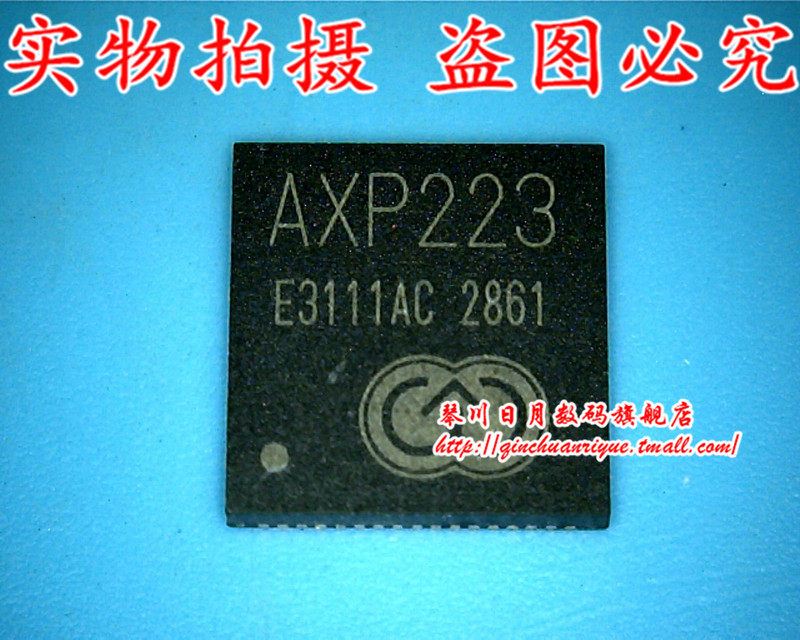 实物拍摄 盗图必究
AXP223
E3111AC 2861
琴川日月数码旗舰店
http://qinchuanriyue.tmall.com/